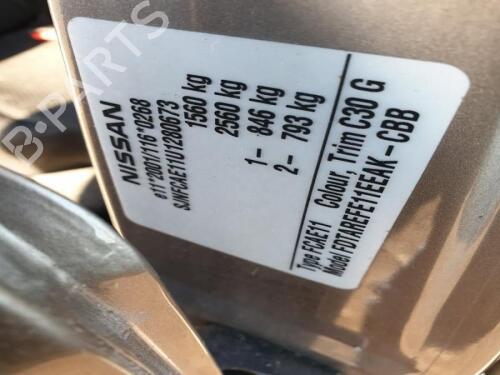 B-PARTS
NISSAN
e11*2001/116*0268
SJNFCAE11U1280673
1560 kg
2560 kg
1- 846 kg
2- 793 kg
Type FCAE11 Colour, Trim C30 G
Model FDTAREFE11EEAK - CBB